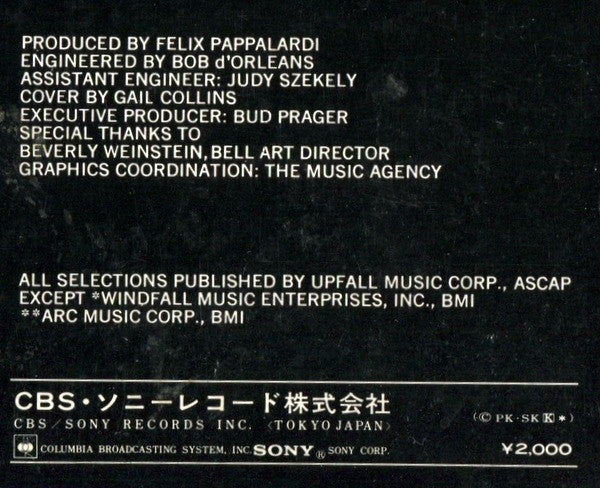 PRODUCED BY FELIX PAPPALARDI
ENGINEERED BY BOB d'ORLEANS
ASSISTANT ENGINEER: JUDY SZEKELY
COVER BY GAIL COLLINS
EXECUTIVE PRODUCER: BUD PRAGER
SPECIAL THANKS TO
BEVERLY WEINSTEIN, BELL ART DIRECTOR
GRAPHICS COORDINATION: THE MUSIC AGENCY
ALL SELECTIONS PUBLISHED BY UPFALL MUSIC CORP., ASCAP
EXCEPT *WINDFALL MUSIC ENTERPRISES, INC., BMI
**ARC MUSIC CORP., BMI
CBS・ソニーレコード株式会社
CBS／SONY RECORDS INC.〈TOKYO JAPAN〉
(Ⓒ PK・SK🄺*)
COLUMBIA BROADCASTING SYSTEM, INC. SONY® SONY CORP.
¥2,000